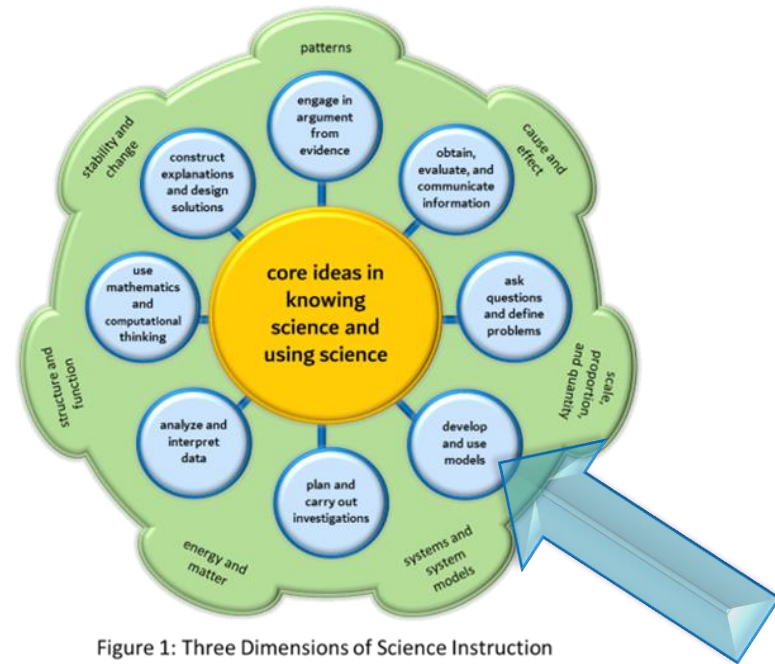 patterns
engage in
argument
from
evidence
obtain,
evaluate, and
communicate
information
cause and
effect
ask
questions
and define
problems
scale,
proportion,
and quantity
develop
and use
models
systems and
system
models
plan and
carry out
investigations
energy and
matter
analyze and
interpret
data
structure and
function
use
mathematics
and
computational
thinking
stability and
change
construct
explanations
and design
solutions
core ideas in
knowing
science and
using science
Figure 1: Three Dimensions of Science Instruction